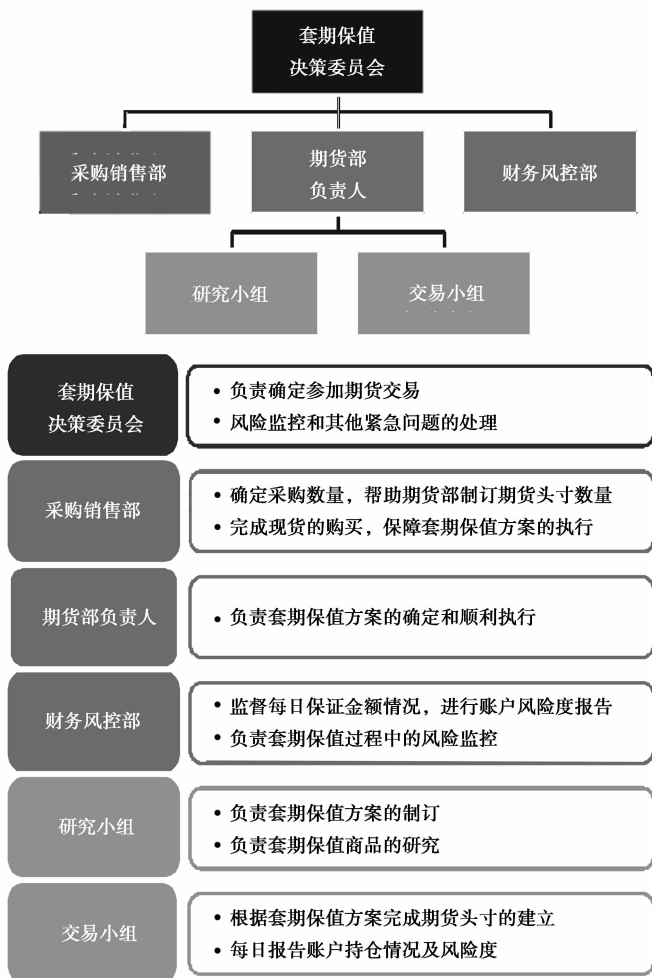 套期保值
决策委员会
采购销售部
期货部
负责人
财务风控部
研究小组
交易小组
套期保值
决策委员会
• 负责确定参加期货交易
• 风险监控和其他紧急问题的处理
采购销售部
• 确定采购数量，帮助期货部制订期货头寸数量
• 完成现货的购买，保障套期保值方案的执行
期货部负责人
• 负责套期保值方案的确定和顺利执行
财务风控部
• 监督每日保证金额情况，进行账户风险度报告
• 负责套期保值过程中的风险监控
研究小组
• 负责套期保值方案的制订
• 负责套期保值商品的研究
交易小组
• 根据套期保值方案完成期货头寸的建立
• 每日报告账户持仓情况及风险度